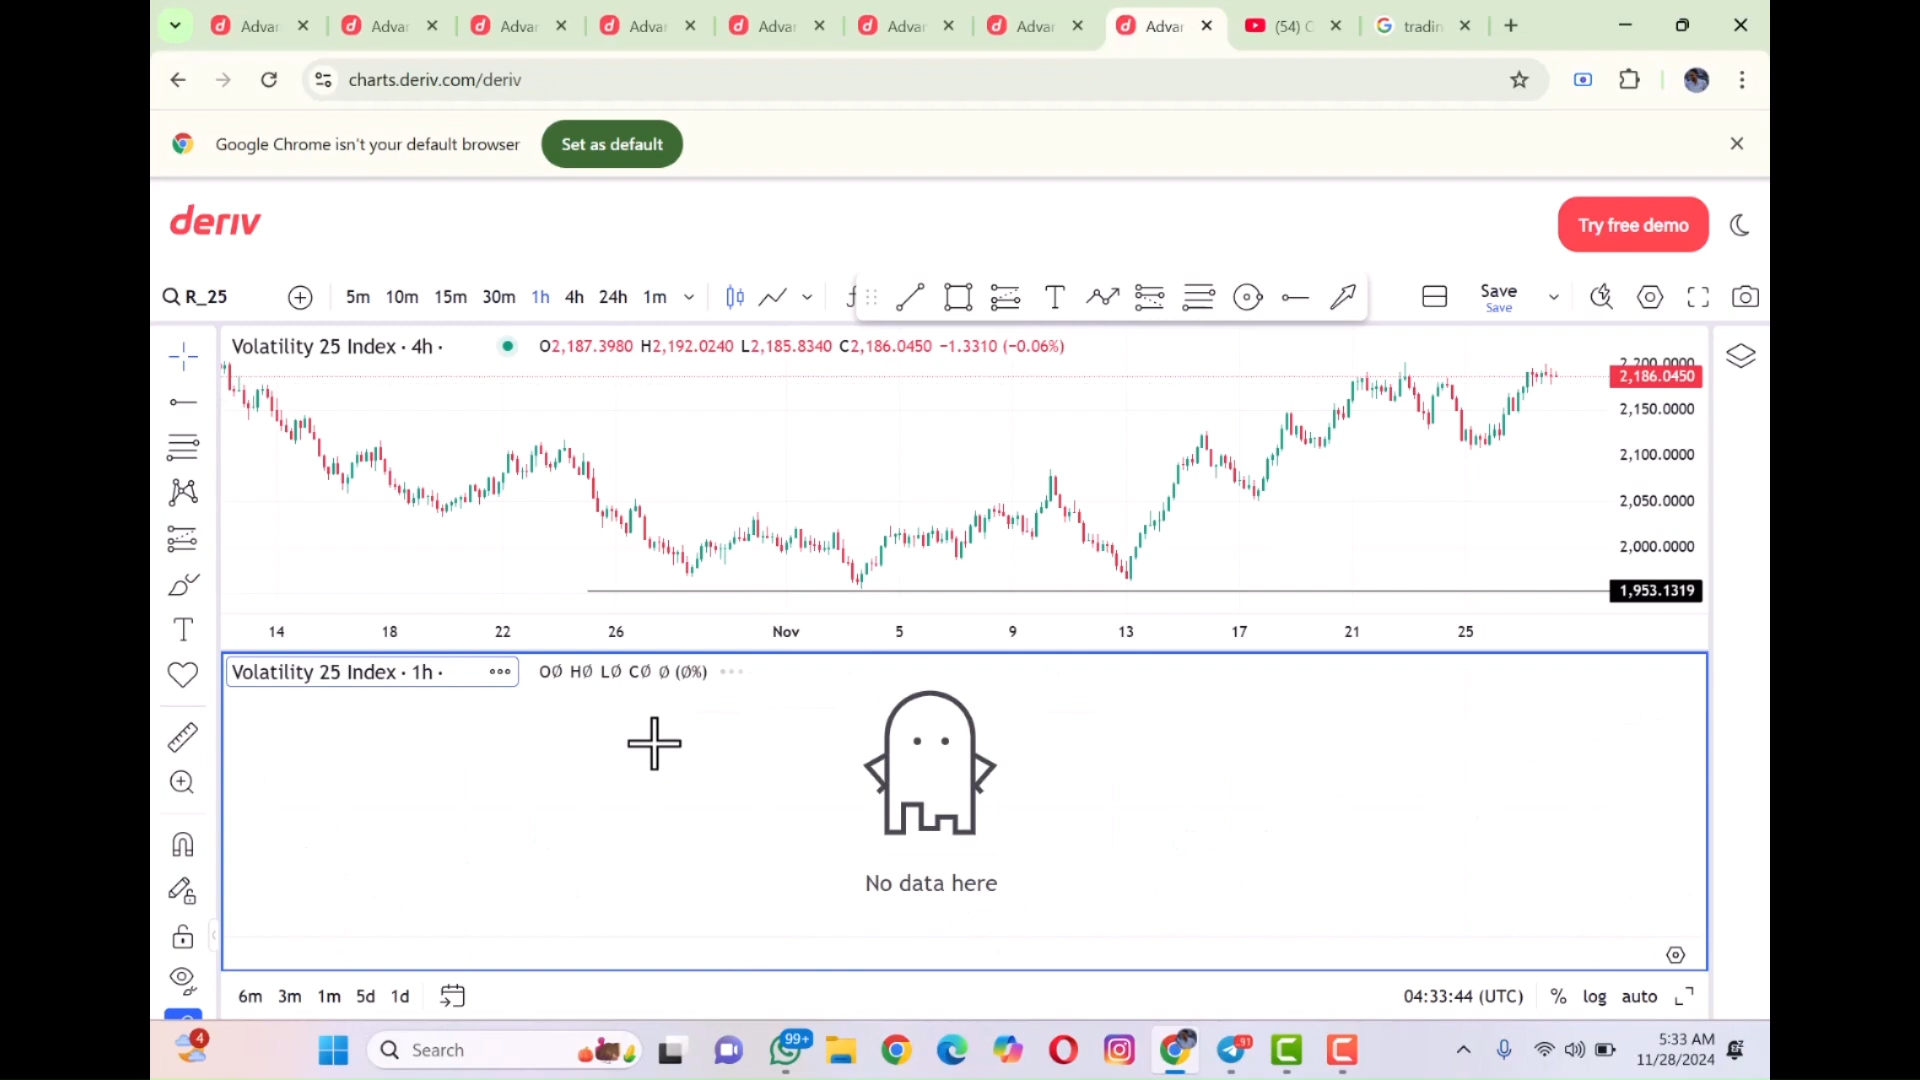 Advar Advar Advar Advar Advar Advar Advar Advar (54) C tradin
charts.deriv.com/deriv
Google Chrome isn't your default browser Set as default
deriv Try free demo
R_25 5m 10m 15m 30m 1h 4h 24h 1m Save
Save
Volatility 25 Index · 4h · O2,187.3980 H2,192.0240 L2,185.8340 C2,186.0450 −1.3310 (−0.06%)
2,200.0000
2,186.0450
2,150.0000
2,100.0000
2,050.0000
2,000.0000
1,953.1319
14 18 22 26 Nov 5 9 13 17 21 25
Volatility 25 Index · 1h · OØ HØ LØ CØ Ø (Ø%)
No data here
6m 3m 1m 5d 1d 04:33:44 (UTC) % log auto
4 Search 99+ 91 5:33 AM
11/28/2024